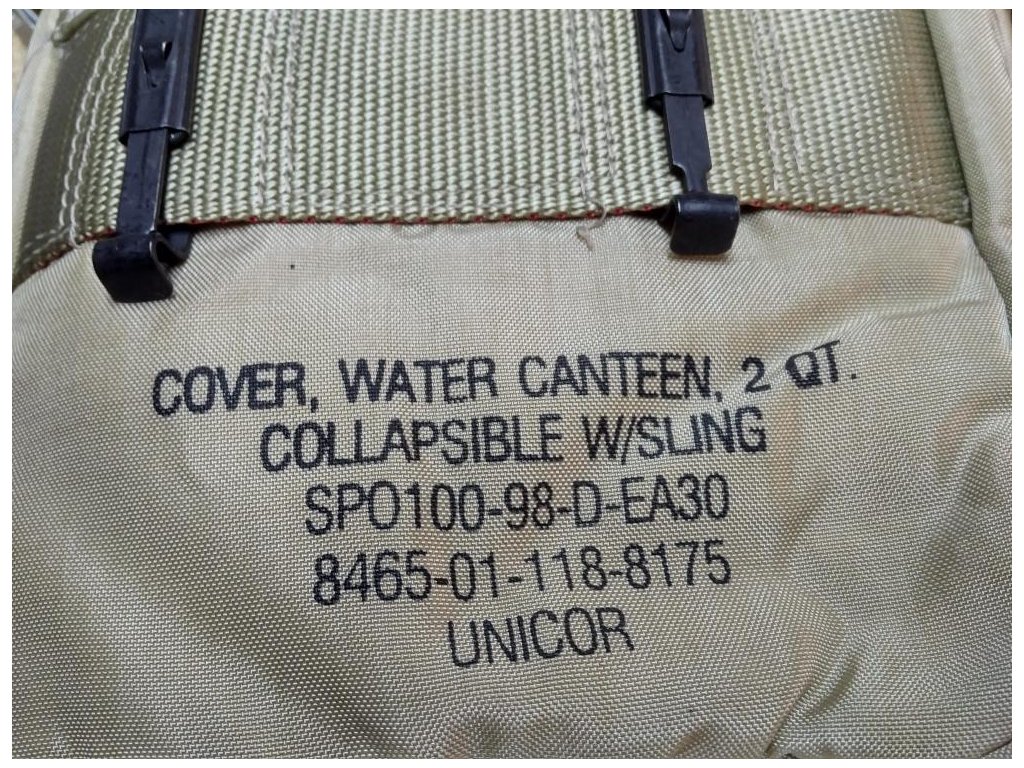 COVER, WATER CANTEEN, 2 QT.
COLLAPSIBLE W/SLING
SPO100-98-D-EA30
8465-01-118-8175
UNICOR